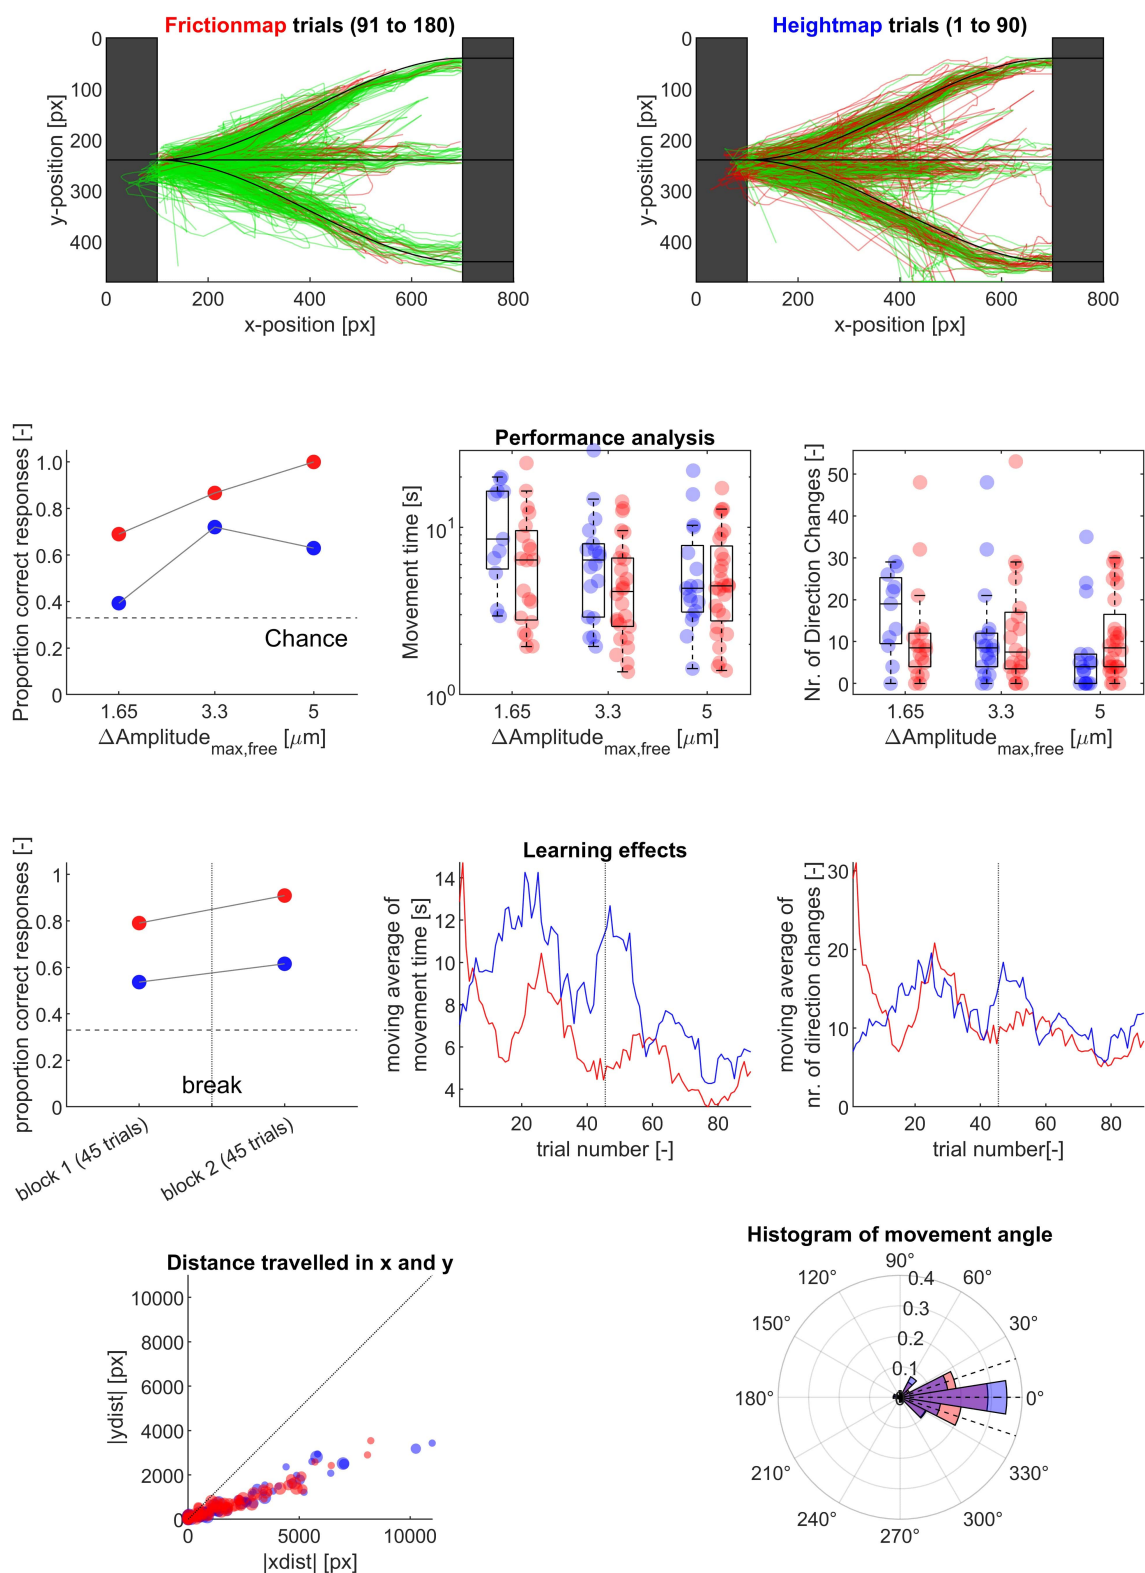 Frictionmap trials (91 to 180)
0
100
200
300
400
y-position [px]
0 200 400 600 800
x-position [px]
Heightmap trials (1 to 90)
0
100
200
300
400
y-position [px]
0 200 400 600 800
x-position [px]
Performance analysis
Proportion correct responses [-]
1.0
0.8
0.6
0.4
0.2
0
Chance
1.65 3.3 5
ΔAmplitude max,free [μm]
Movement time [s]
10^1
10^0
1.65 3.3 5
ΔAmplitude max,free [μm]
Nr. of Direction Changes [-]
50
40
30
20
10
0
1.65 3.3 5
ΔAmplitude max,free [μm]
Learning effects
proportion correct responses [-]
1
0.8
0.6
0.4
0.2
0
break
block 1 (45 trials)
block 2 (45 trials)
moving average of
movement time [s]
14
12
10
8
6
4
20 40 60 80
trial number [-]
moving average of
nr. of direction changes [-]
30
20
10
0
20 40 60 80
trial number[-]
Distance travelled in x and y
|ydist| [px]
10000
8000
6000
4000
2000
0
0 5000 10000
|xdist| [px]
Histogram of movement angle
90°
120° 60°
150° 30°
180° 0°
210° 330°
240° 300°
270°
0.4
0.3
0.2
0.1
0